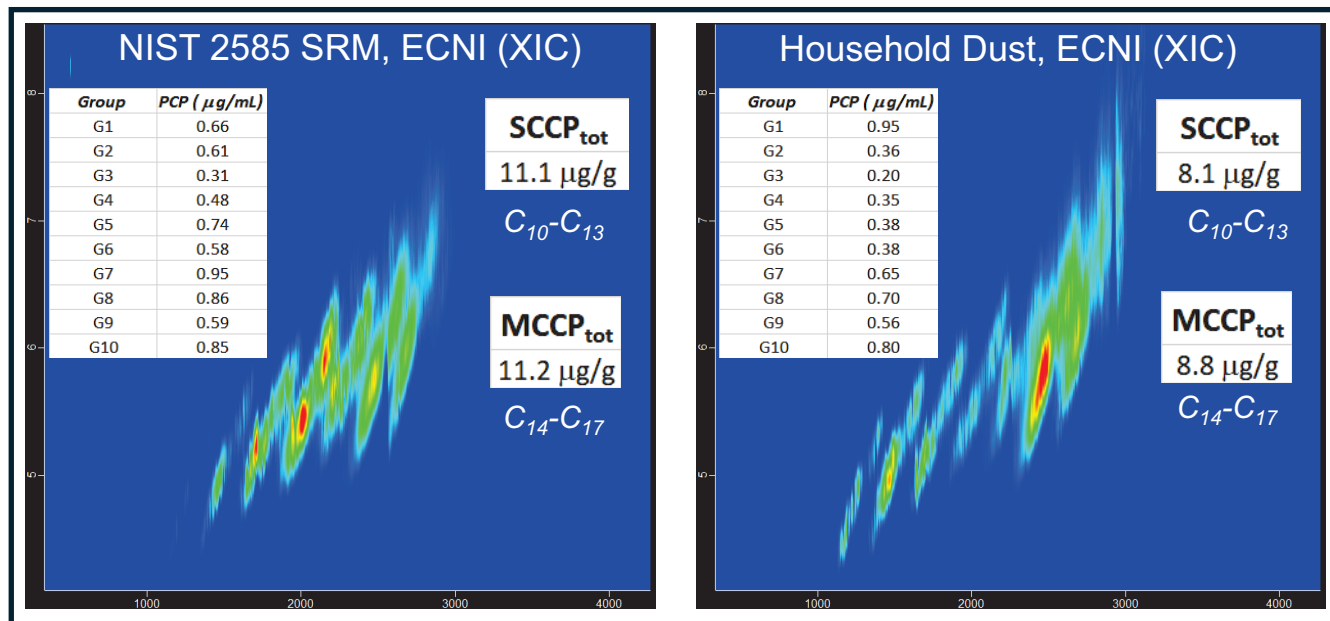 NIST 2585 SRM, ECNI (XIC)
Group PCP ( μg/mL)
G1 0.66
G2 0.61
G3 0.31
G4 0.48
G5 0.74
G6 0.58
G7 0.95
G8 0.86
G9 0.59
G10 0.85
SCCPtot
11.1 μg/g
C10-C13
MCCPtot
11.2 μg/g
C14-C17
8
7
6
5
1000 2000 3000 4000
Household Dust, ECNI (XIC)
Group PCP ( μg/mL)
G1 0.95
G2 0.36
G3 0.20
G4 0.35
G5 0.38
G6 0.38
G7 0.65
G8 0.70
G9 0.56
G10 0.80
SCCPtot
8.1 μg/g
C10-C13
MCCPtot
8.8 μg/g
C14-C17
8
7
6
5
1000 2000 3000 4000